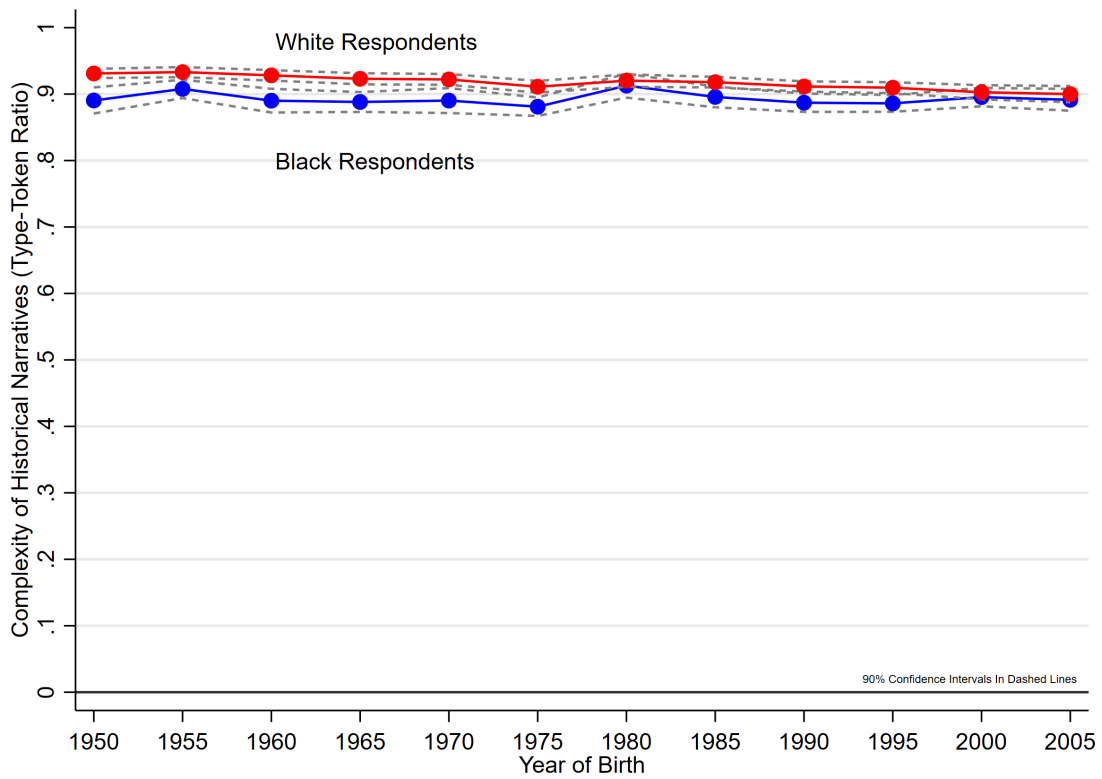 Complexity of Historical Narratives (Type-Token Ratio)
1
.9
.8
.7
.6
.5
.4
.3
.2
.1
0
White Respondents
Black Respondents
90% Confidence Intervals In Dashed Lines
1950 1955 1960 1965 1970 1975 1980 1985 1990 1995 2000 2005
Year of Birth